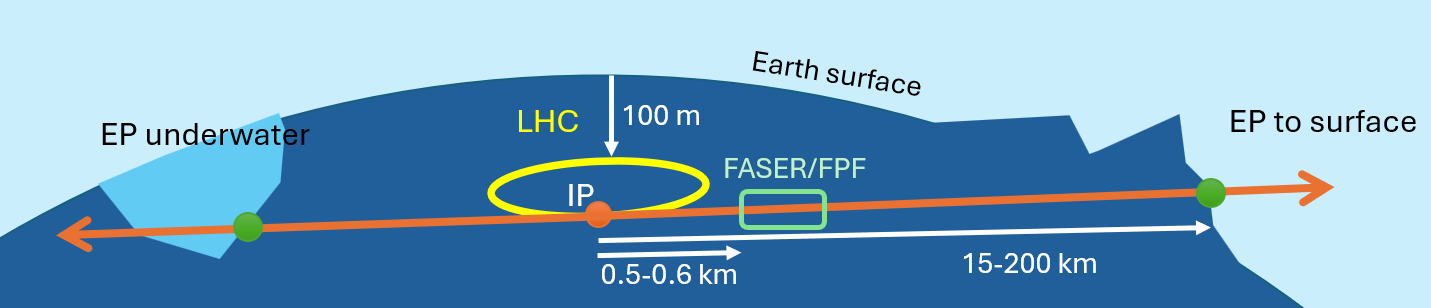 Earth surface
EP underwater
LHC
100 m
EP to surface
FASER/FPF
IP
0.5-0.6 km
15-200 km